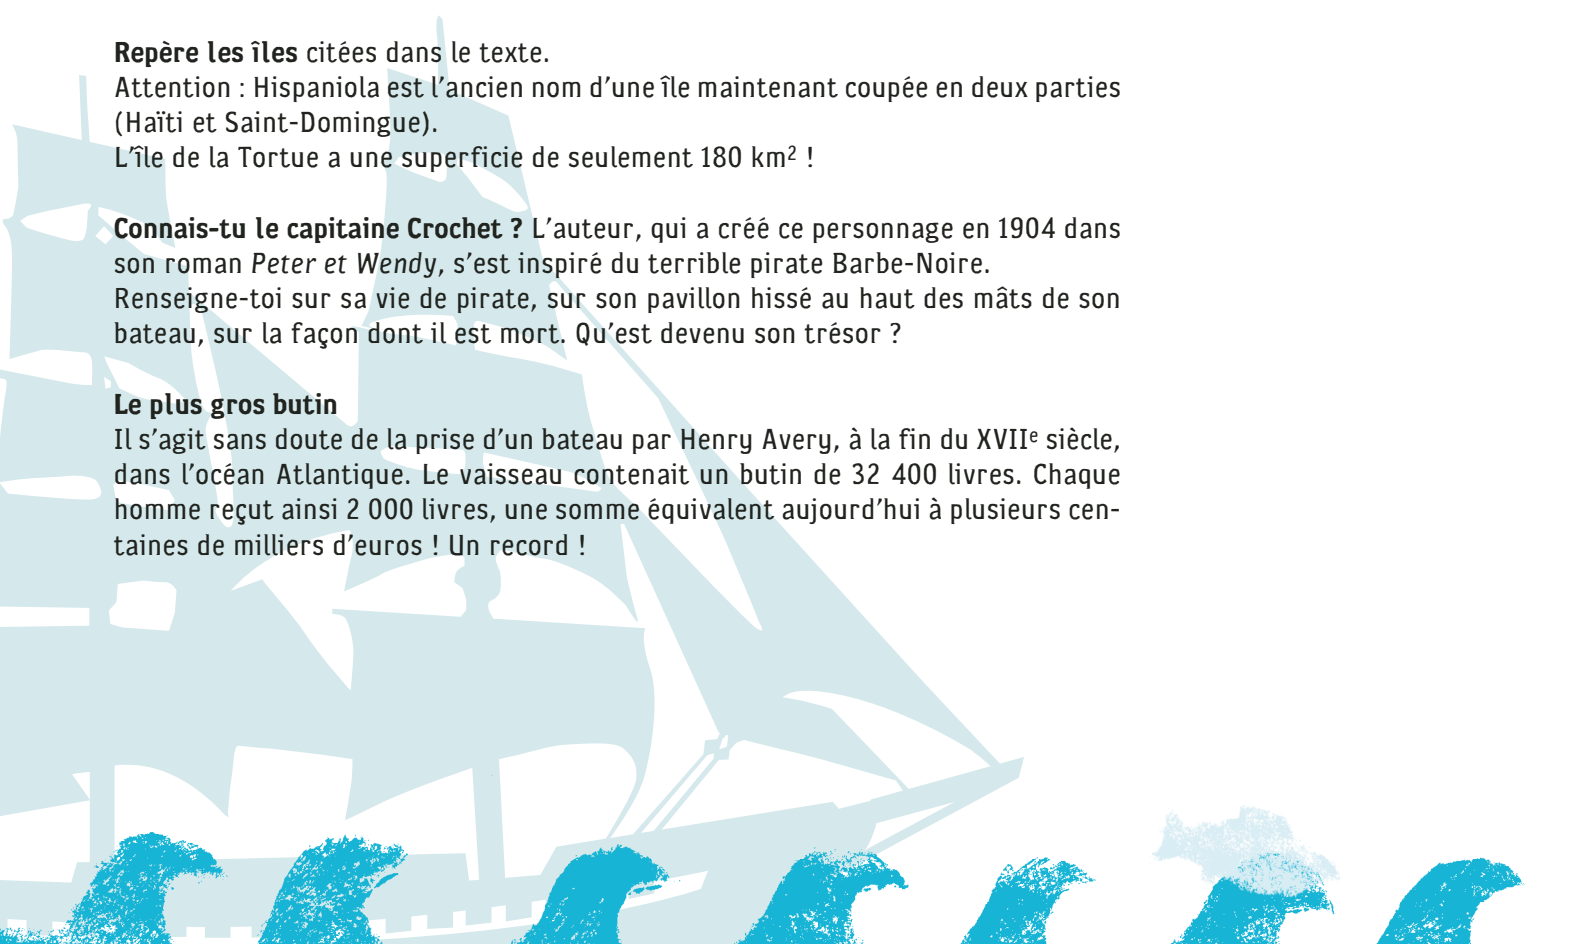 Repère les îles citées dans le texte.
Attention : Hispaniola est l’ancien nom d’une île maintenant coupée en deux parties
(Haïti et Saint-Domingue).
L’île de la Tortue a une superficie de seulement 180 km² !
Connais-tu le capitaine Crochet ? L’auteur, qui a créé ce personnage en 1904 dans
son roman Peter et Wendy, s’est inspiré du terrible pirate Barbe-Noire.
Renseigne-toi sur sa vie de pirate, sur son pavillon hissé au haut des mâts de son
bateau, sur la façon dont il est mort. Qu’est devenu son trésor ?
Le plus gros butin
Il s’agit sans doute de la prise d’un bateau par Henry Avery, à la fin du XVIIᵉ siècle,
dans l’océan Atlantique. Le vaisseau contenait un butin de 32 400 livres. Chaque
homme reçut ainsi 2 000 livres, une somme équivalent aujourd’hui à plusieurs cen-
taines de milliers d’euros ! Un record !